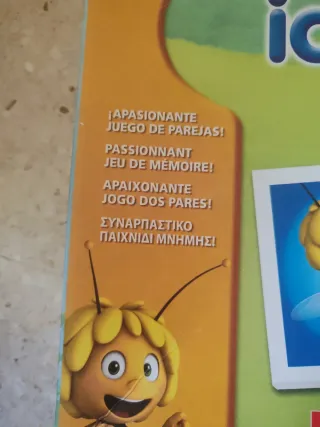 ¡APASIONANTE
JUEGO DE PAREJAS!
PASSIONNANT
JEU DE MÉMOIRE!
APAIXONANTE
JOGO DOS PARES!
ΣΥΝΑΡΠΑΣΤΙΚΟ
ΠΑΙΧΝΙΔΙ ΜΝΗΜΗΣ!